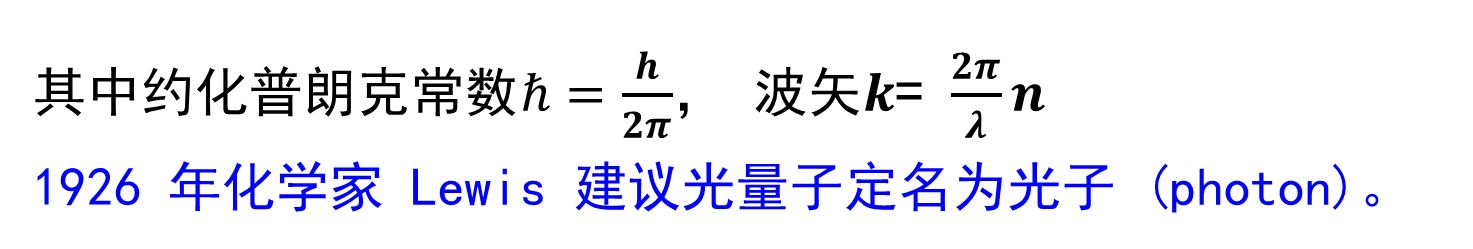 其中约化普朗克常数ℏ = h/2π, 波矢k= 2π/λ n
1926 年化学家 Lewis 建议光量子定名为光子 (photon)。